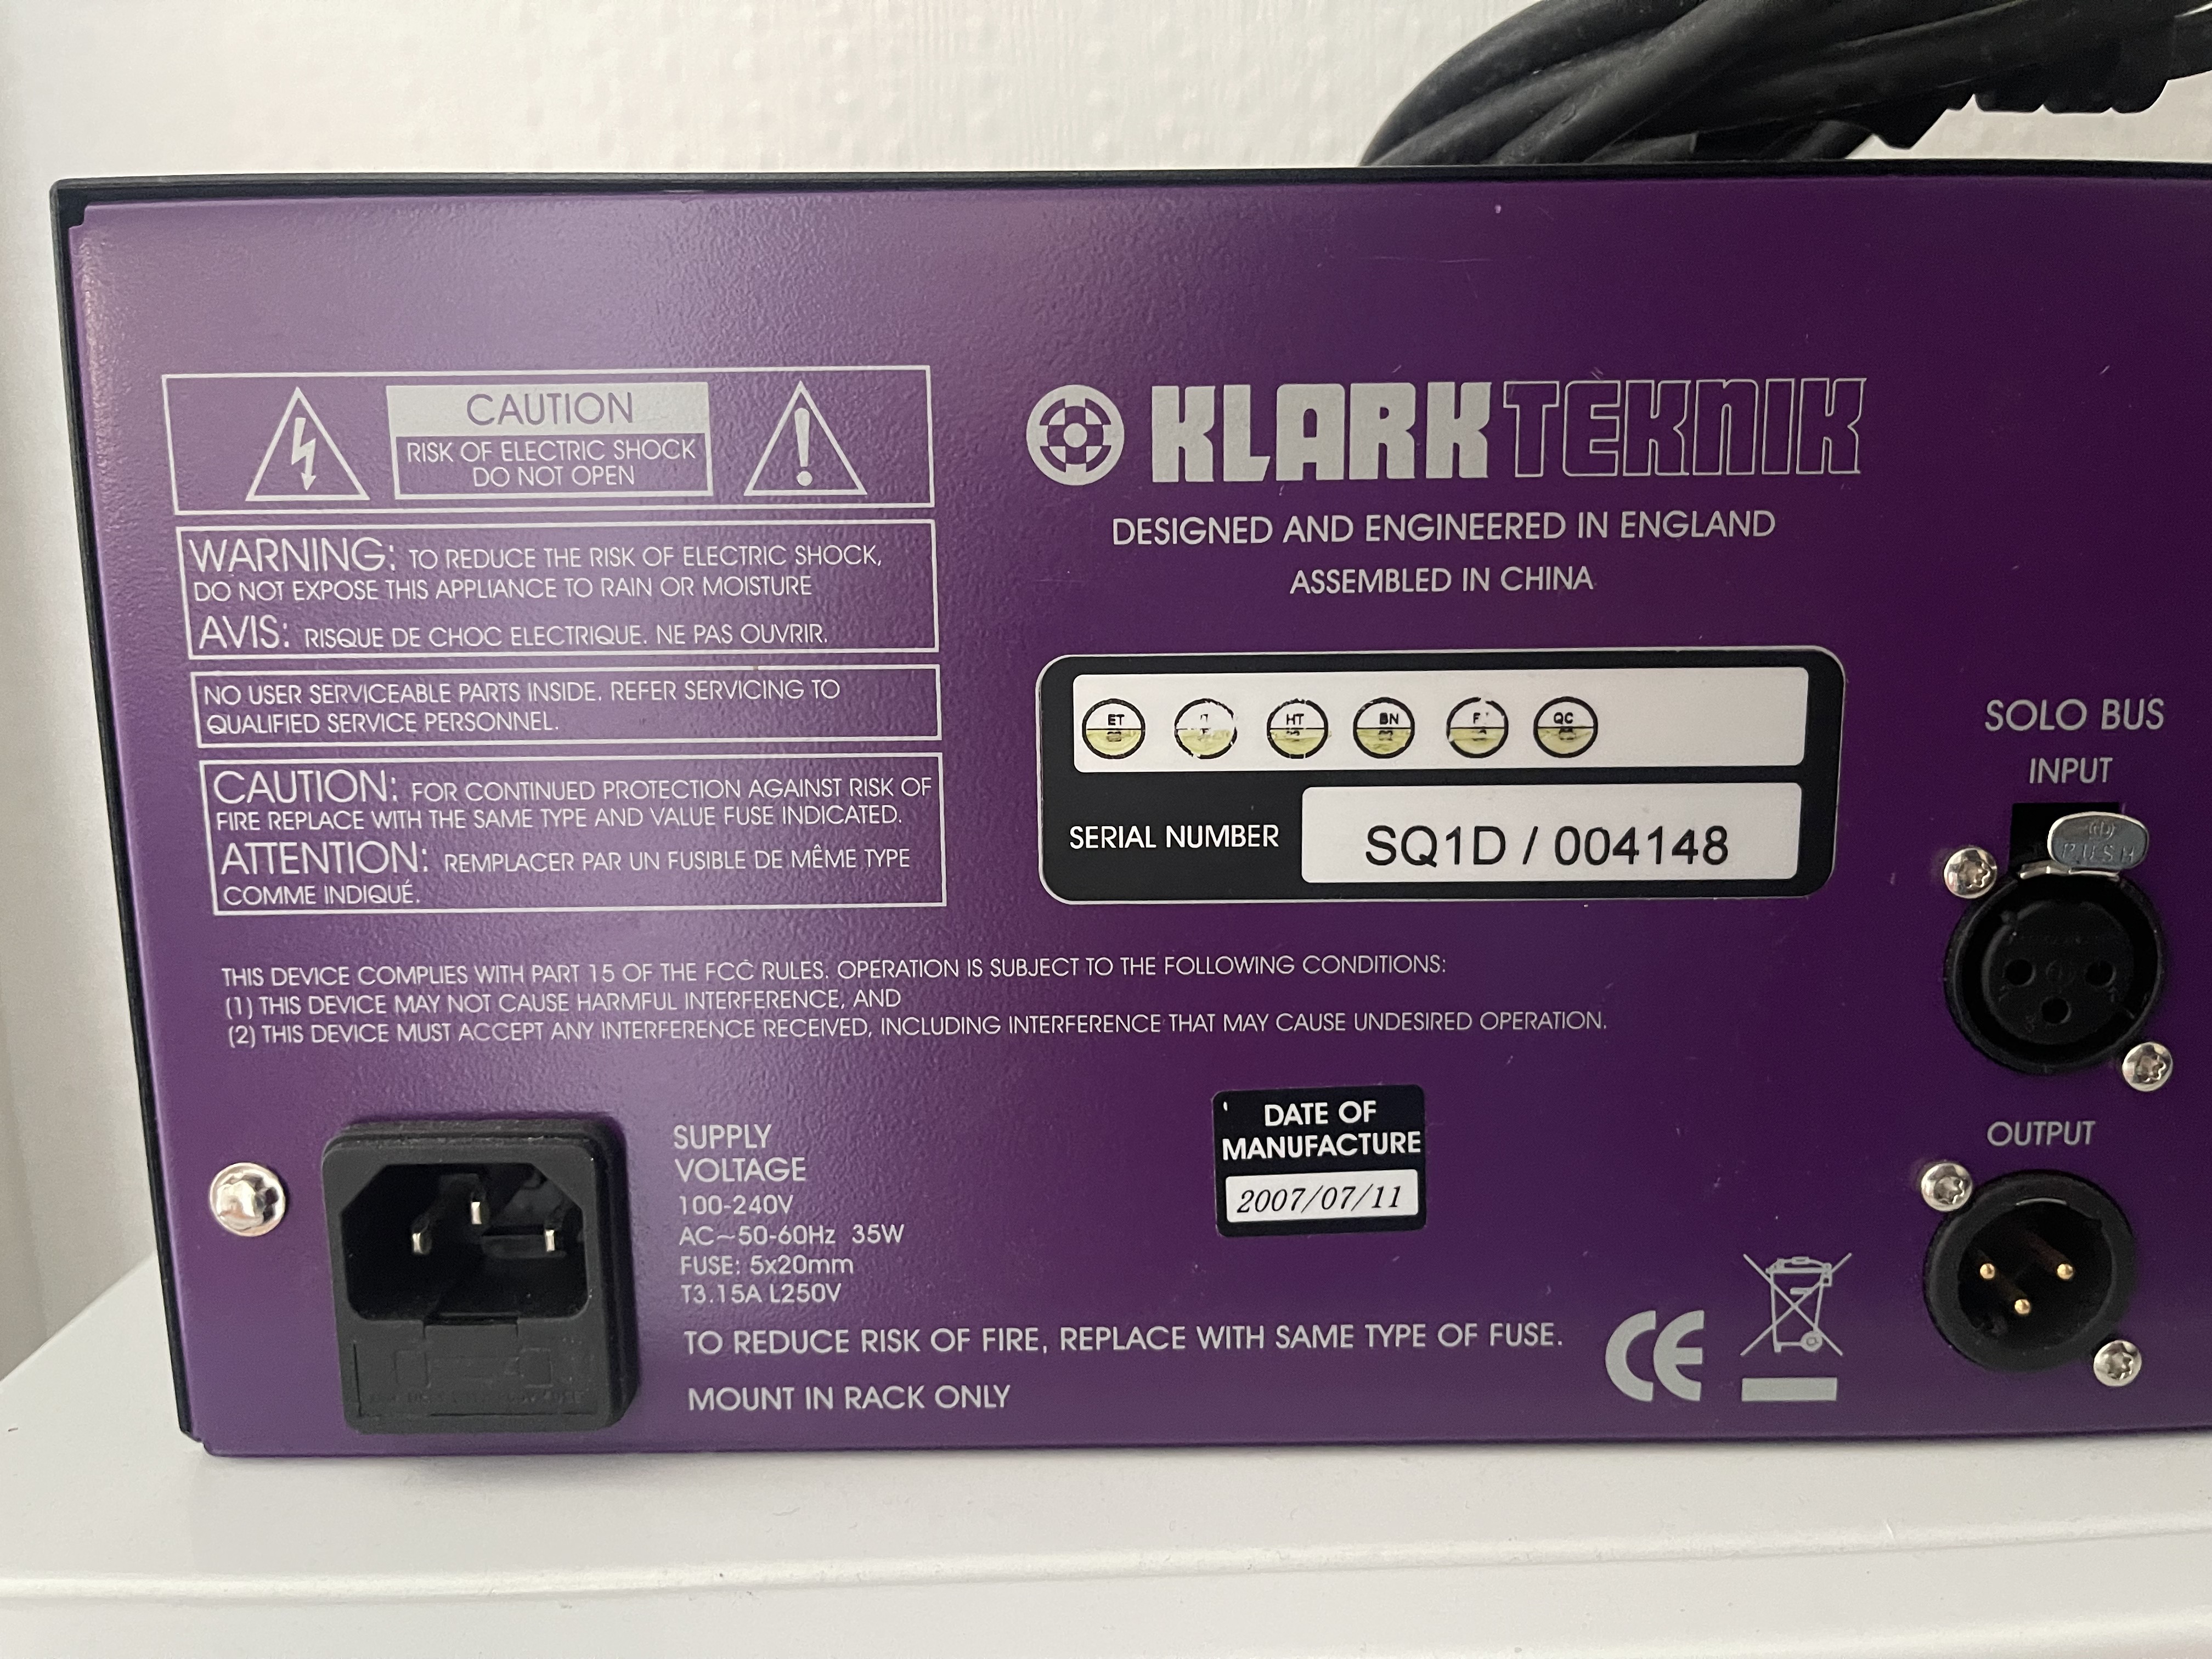 CAUTION
RISK OF ELECTRIC SHOCK
DO NOT OPEN
WARNING: TO REDUCE THE RISK OF ELECTRIC SHOCK,
DO NOT EXPOSE THIS APPLIANCE TO RAIN OR MOISTURE
AVIS: RISQUE DE CHOC ELECTRIQUE. NE PAS OUVRIR.
NO USER SERVICEABLE PARTS INSIDE. REFER SERVICING TO
QUALIFIED SERVICE PERSONNEL.
CAUTION: FOR CONTINUED PROTECTION AGAINST RISK OF
FIRE REPLACE WITH THE SAME TYPE AND VALUE FUSE INDICATED.
ATTENTION: REMPLACER PAR UN FUSIBLE DE MÊME TYPE
COMME INDIQUÉ.
KLARK TEKNIK
DESIGNED AND ENGINEERED IN ENGLAND
ASSEMBLED IN CHINA
ET HT BN QC
SERIAL NUMBER SQ1D / 004148
THIS DEVICE COMPLIES WITH PART 15 OF THE FCC RULES. OPERATION IS SUBJECT TO THE FOLLOWING CONDITIONS:
(1) THIS DEVICE MAY NOT CAUSE HARMFUL INTERFERENCE, AND
(2) THIS DEVICE MUST ACCEPT ANY INTERFERENCE RECEIVED, INCLUDING INTERFERENCE THAT MAY CAUSE UNDESIRED OPERATION.
SUPPLY
VOLTAGE
100-240V
AC~50-60Hz 35W
FUSE: 5x20mm
T3.15A L250V
TO REDUCE RISK OF FIRE, REPLACE WITH SAME TYPE OF FUSE.
MOUNT IN RACK ONLY
DATE OF
MANUFACTURE
2007/07/11
CE
SOLO BUS
INPUT
PUSH
OUTPUT